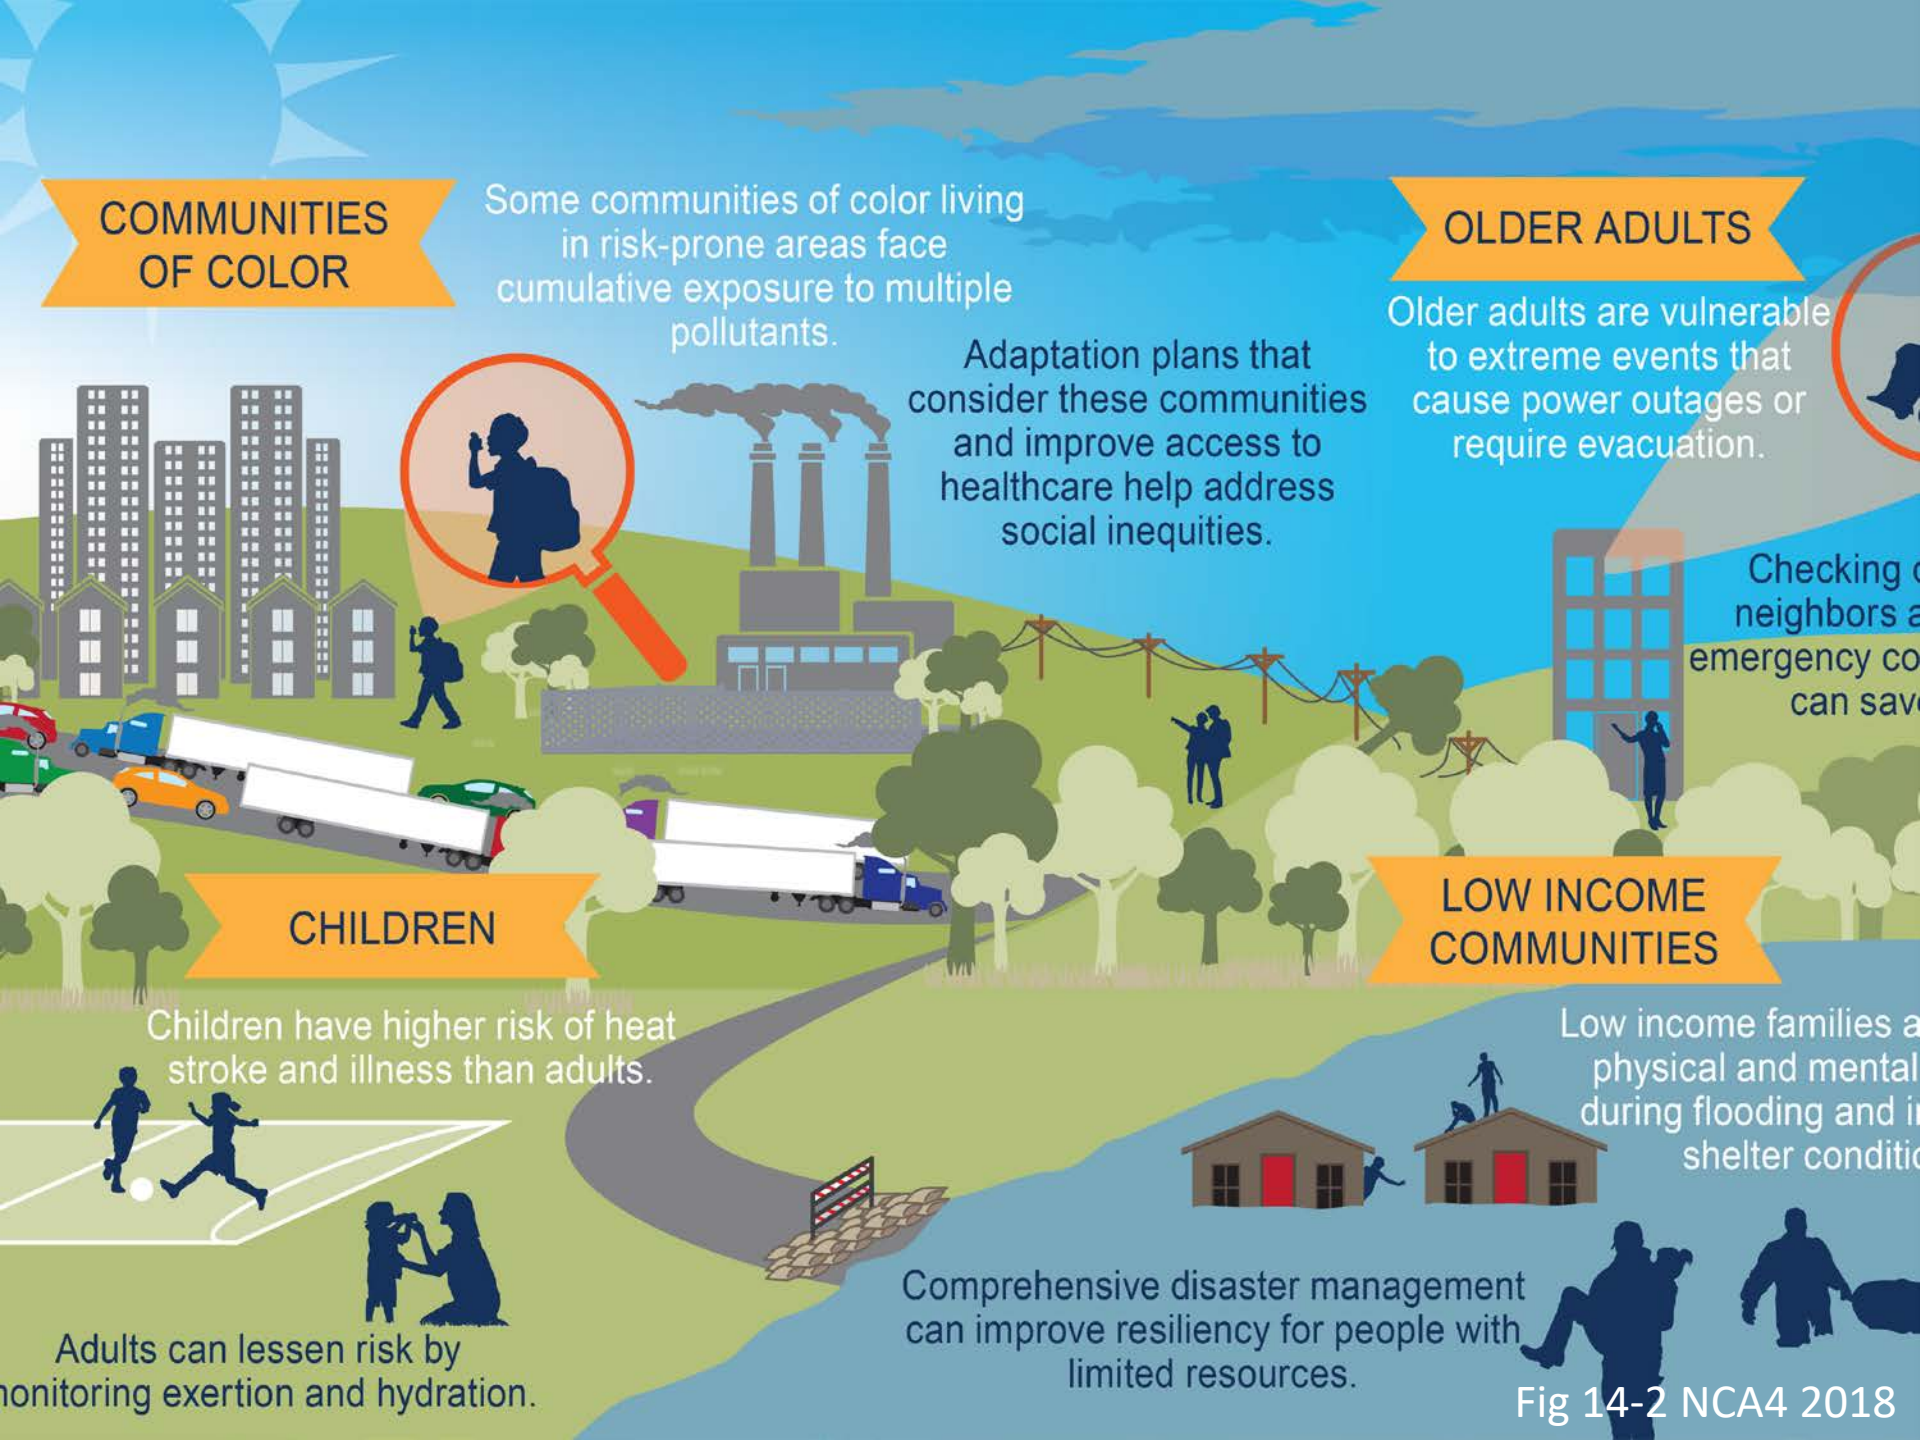 COMMUNITIES
OF COLOR
Some communities of color living
in risk-prone areas face
cumulative exposure to multiple
pollutants.
Adaptation plans that
consider these communities
and improve access to
healthcare help address
social inequities.
OLDER ADULTS
Older adults are vulnerable
to extreme events that
cause power outages or
require evacuation.
Checking
neighbors
emergency
can
CHILDREN
Children have higher risk of heat
stroke and illness than adults.
Adults can lessen risk by
exertion and hydration.
LOW INCOME
COMMUNITIES
Low income families
physical and mental
during flooding and
shelter
Comprehensive disaster management
can improve resiliency for people with
limited resources.
Fig 14-2 NCA4 2018